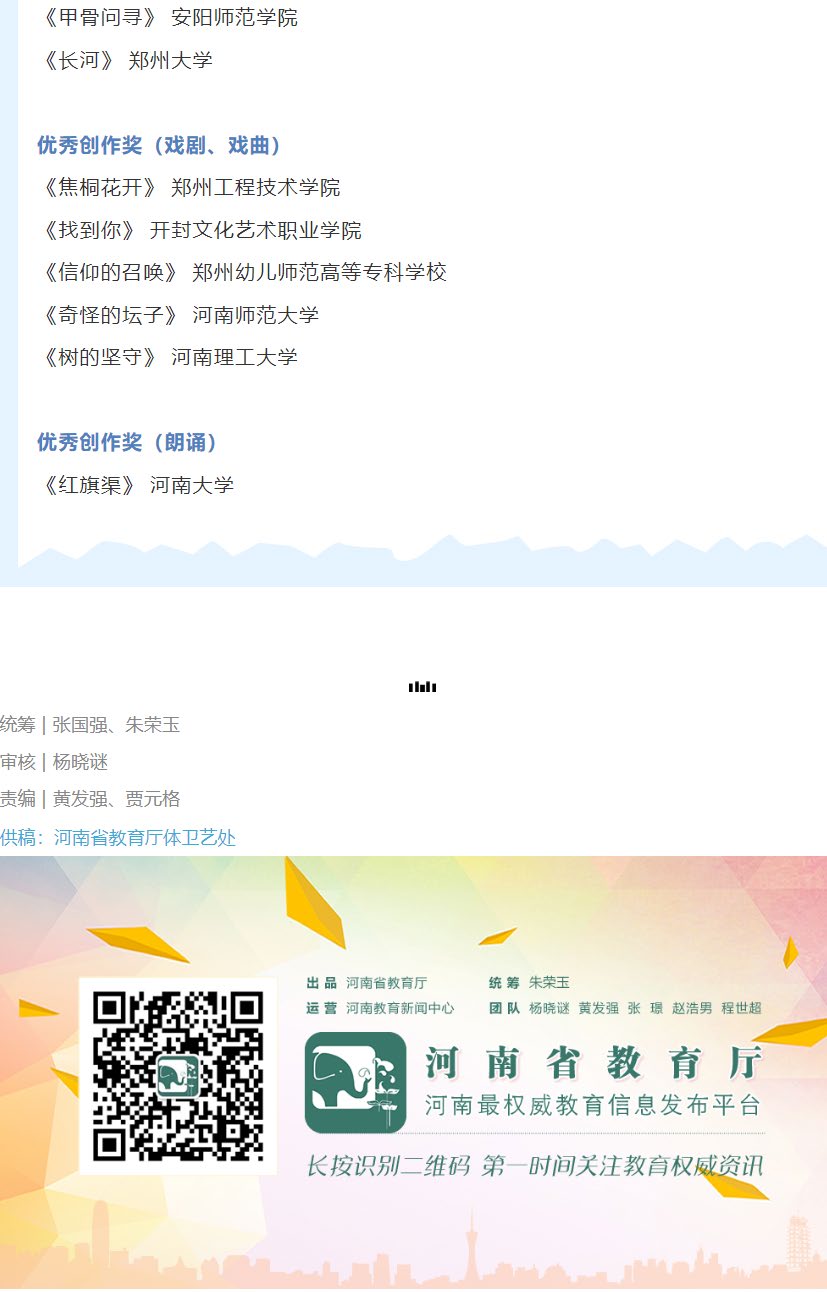 《甲骨问寻》 安阳师范学院
《长河》 郑州大学
优秀创作奖（戏剧、戏曲）
《焦桐花开》 郑州工程技术学院
《找到你》 开封文化艺术职业学院
《信仰的召唤》 郑州幼儿师范高等专科学校
《奇怪的坛子》 河南师范大学
《树的坚守》 河南理工大学
优秀创作奖（朗诵）
《红旗渠》 河南大学
统筹 | 张国强、朱荣玉
审核 | 杨晓谜
责编 | 黄发强、贾元格
供稿：河南省教育厅体卫艺处
出品 河南省教育厅 统筹 朱荣玉
运营 河南教育新闻中心 团队 杨晓谜 黄发强 张 璟 赵浩男 程世超
河南省教育厅
河南最权威教育信息发布平台
长按识别二维码 第一时间关注教育权威资讯